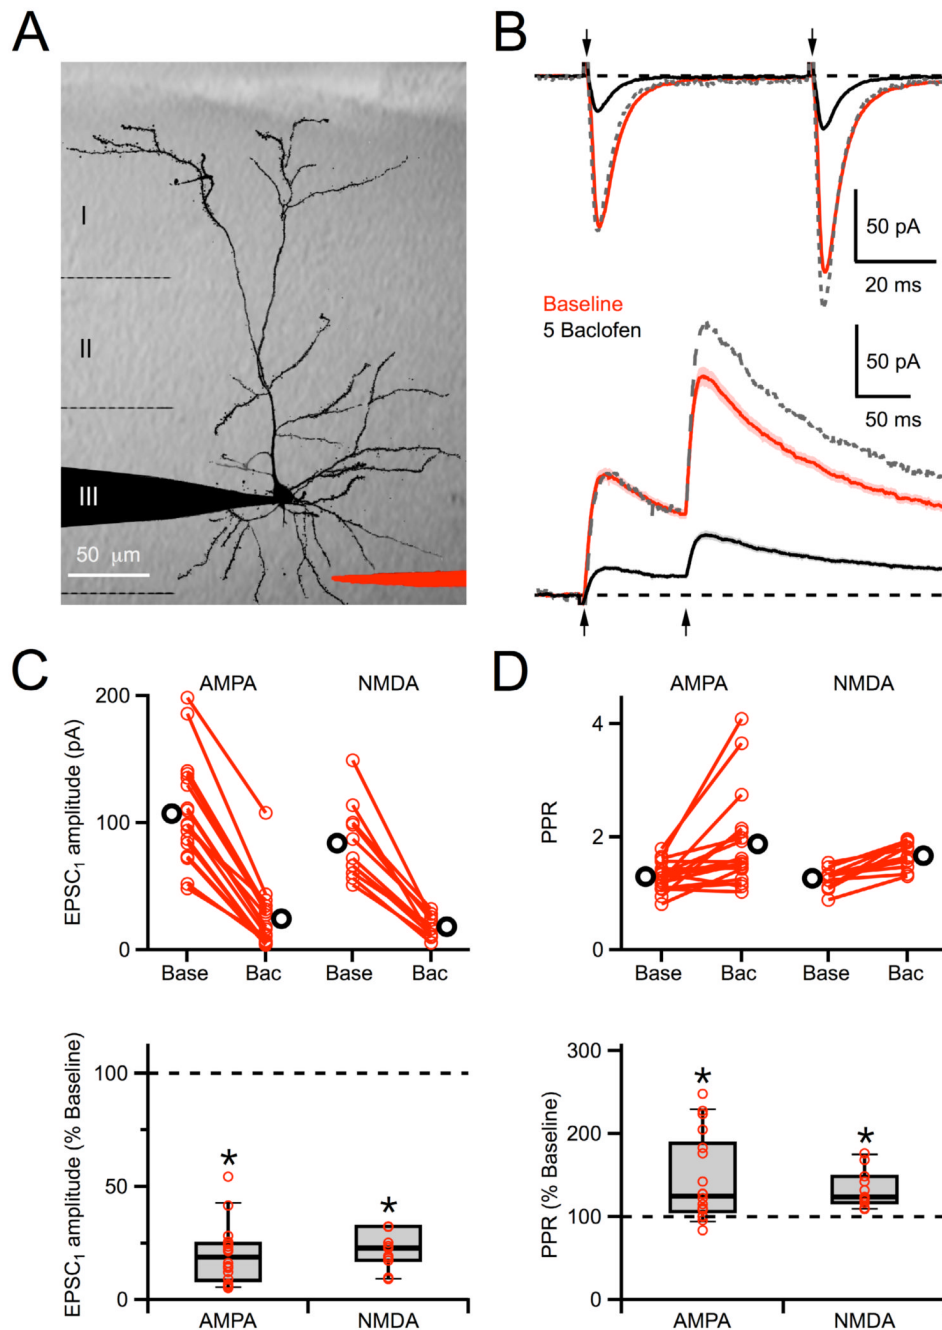 A
I
II
III
50 μm
B
50 pA
20 ms
Baseline
5 Baclofen
50 pA
50 ms
C
AMPA NMDA
200
100
0
EPSC1 amplitude (pA)
Base Bac Base Bac
D
AMPA NMDA
4
2
0
PPR
Base Bac Base Bac
100
50
0
EPSC1 amplitude (% Baseline)
*
*
AMPA NMDA
300
200
100
0
PPR (% Baseline)
*
*
AMPA NMDA